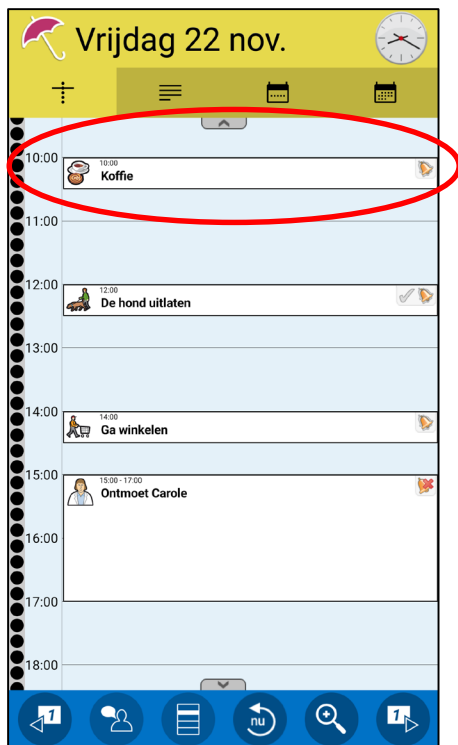 Vrijdag 22 nov.
10:00
10:00
Koffie
11:00
12:00
12:00
De hond uitlaten
13:00
14:00
14:00
Ga winkelen
15:00
15:00 - 17:00
Ontmoet Carole
16:00
17:00
18:00
1
nu
1